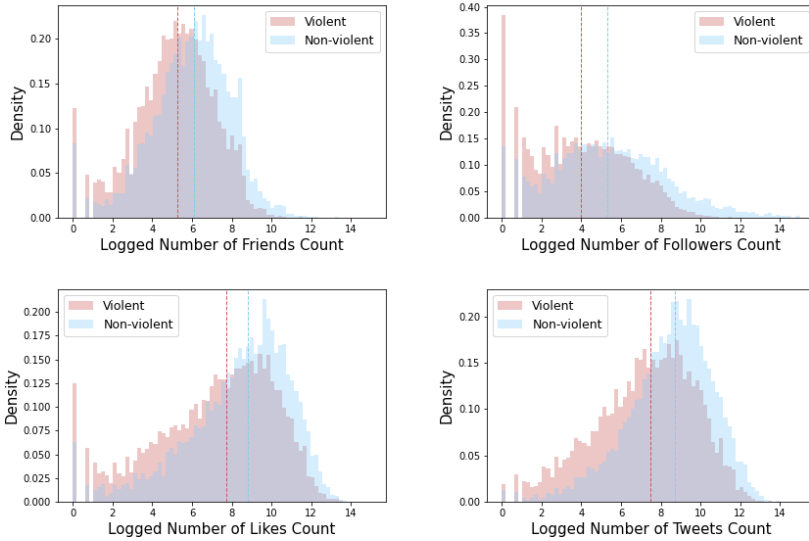 Violent
Non-violent
0.20
0.15
0.10
0.05
0.00
Density
0 2 4 6 8 10 12 14
Logged Number of Friends Count
Violent
Non-violent
0.40
0.35
0.30
0.25
0.20
0.15
0.10
0.05
0.00
Density
0 2 4 6 8 10 12 14
Logged Number of Followers Count
Violent
Non-violent
0.200
0.175
0.150
0.125
0.100
0.075
0.050
0.025
0.000
Density
0 2 4 6 8 10 12 14
Logged Number of Likes Count
Violent
Non-violent
0.20
0.15
0.10
0.05
0.00
Density
0 2 4 6 8 10 12 14
Logged Number of Tweets Count